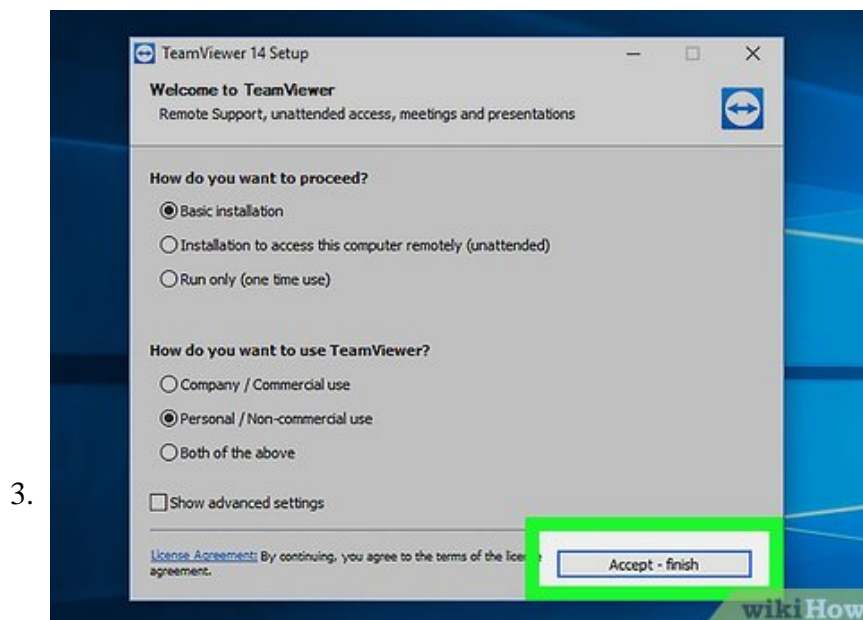 TeamViewer 14 Setup
Welcome to TeamViewer
Remote Support, unattended access, meetings and presentations
How do you want to proceed?
Basic installation
Installation to access this computer remotely (unattended)
Run only (one time use)
How do you want to use TeamViewer?
Company / Commercial use
Personal / Non-commercial use
Both of the above
3.
Show advanced settings
License Agreement: By continuing, you agree to the terms of the license
agreement.
Accept - finish
wikiHow